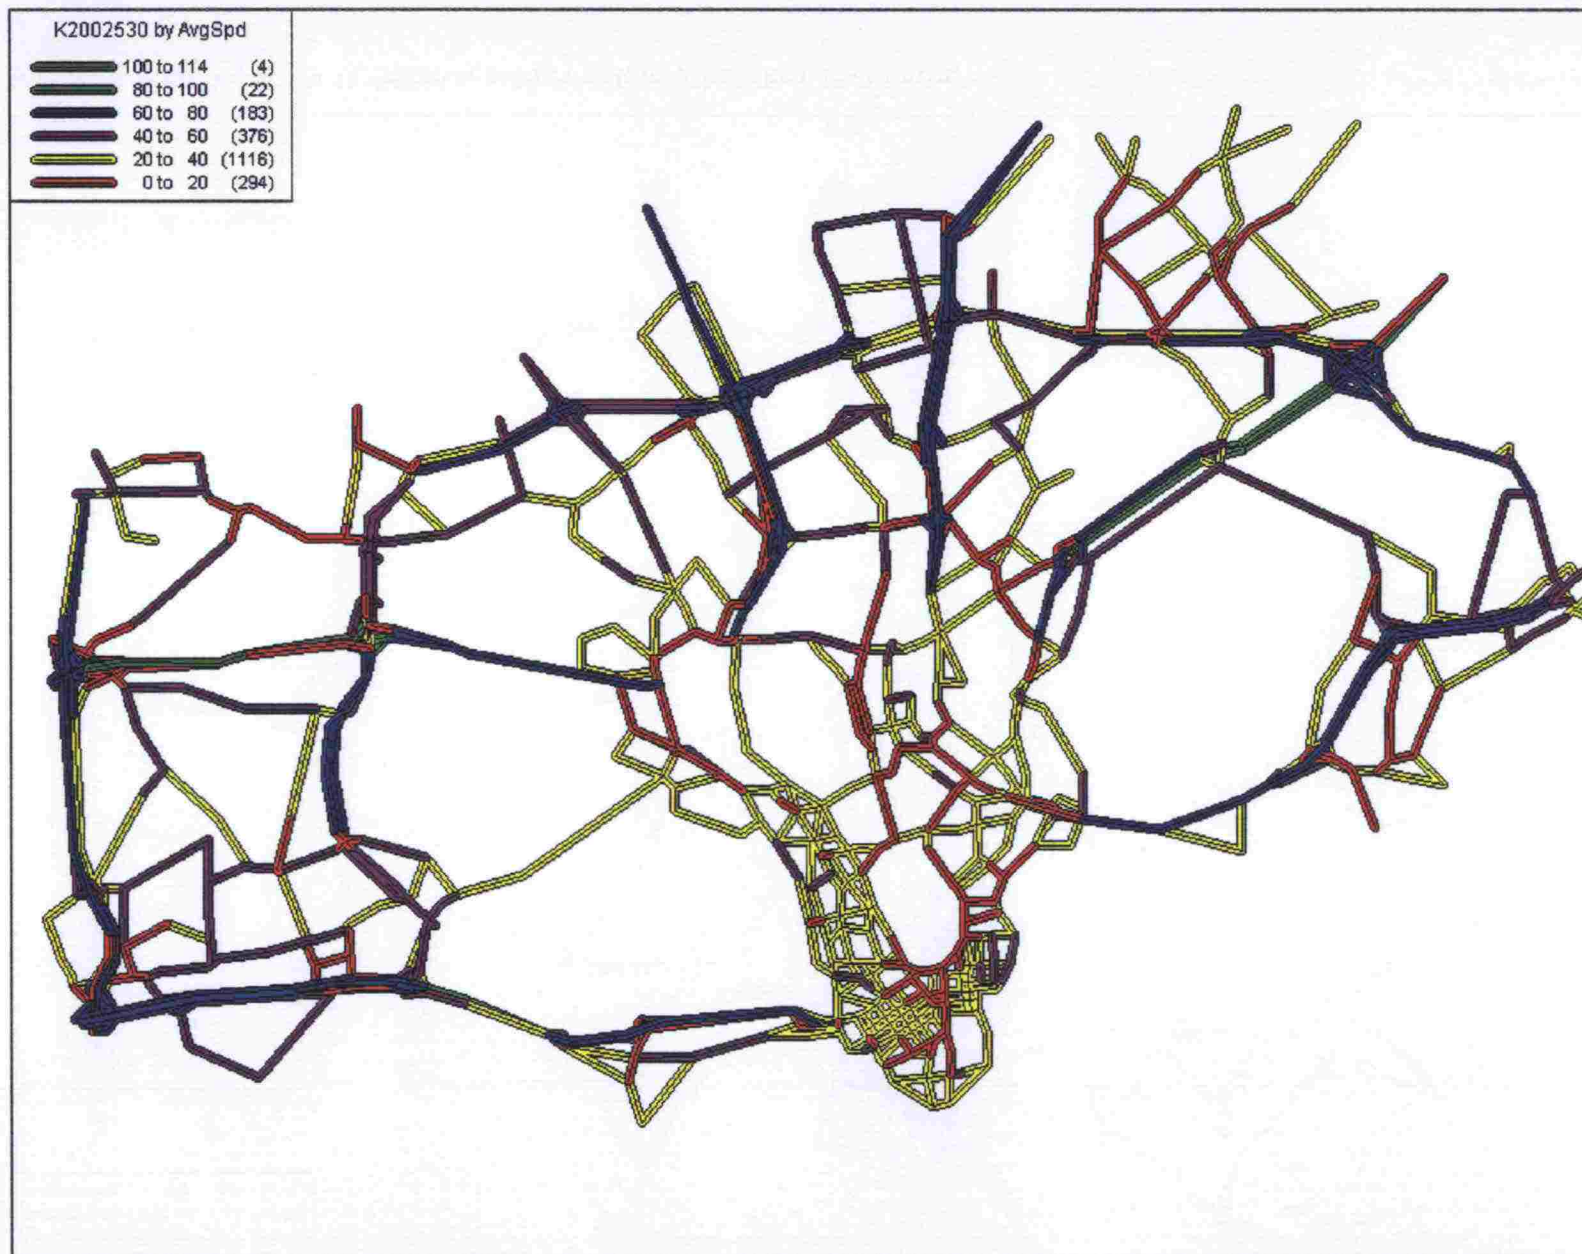 K2002530 by AvgSpd
100 to 114 (4)
80 to 100 (22)
60 to 80 (183)
40 to 60 (376)
20 to 40 (1116)
0 to 20 (294)